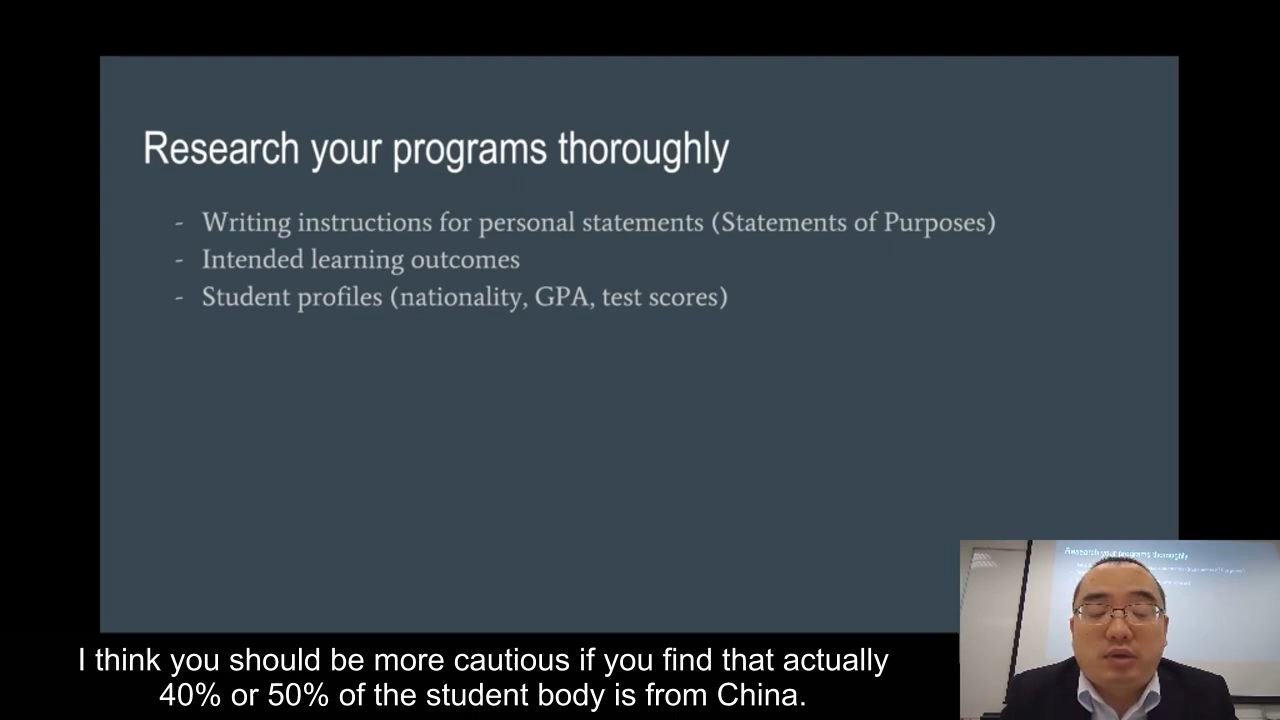 Research your programs thoroughly
- Writing instructions for personal statements (Statements of Purposes)
- Intended learning outcomes
- Student profiles (nationality, GPA, test scores)
Research your programs thoroughly
I think you should be more cautious if you find that actually
40% or 50% of the student body is from China.